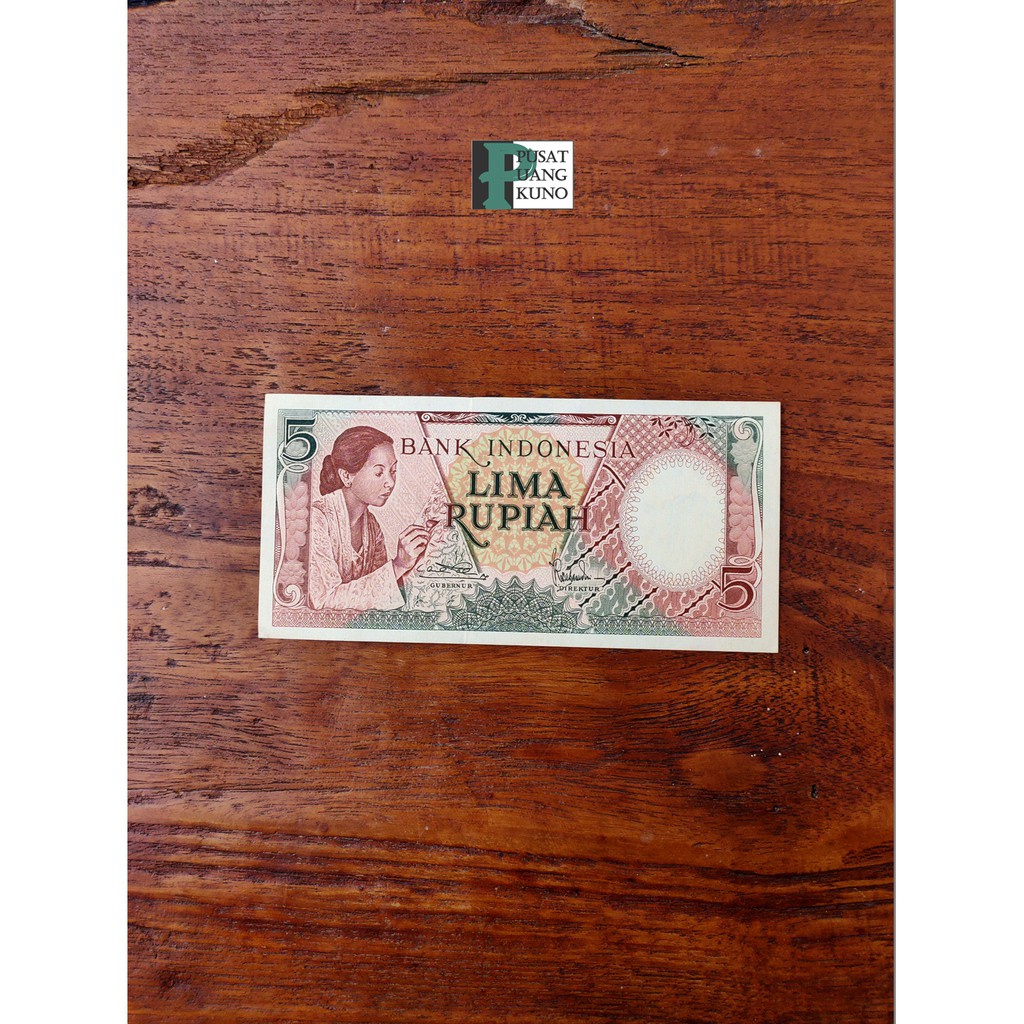 PUSAT
UANG
KUNO
5
BANK INDONESIA
LIMA
RUPIAH
GUBERNUR
DIREKTUR
5